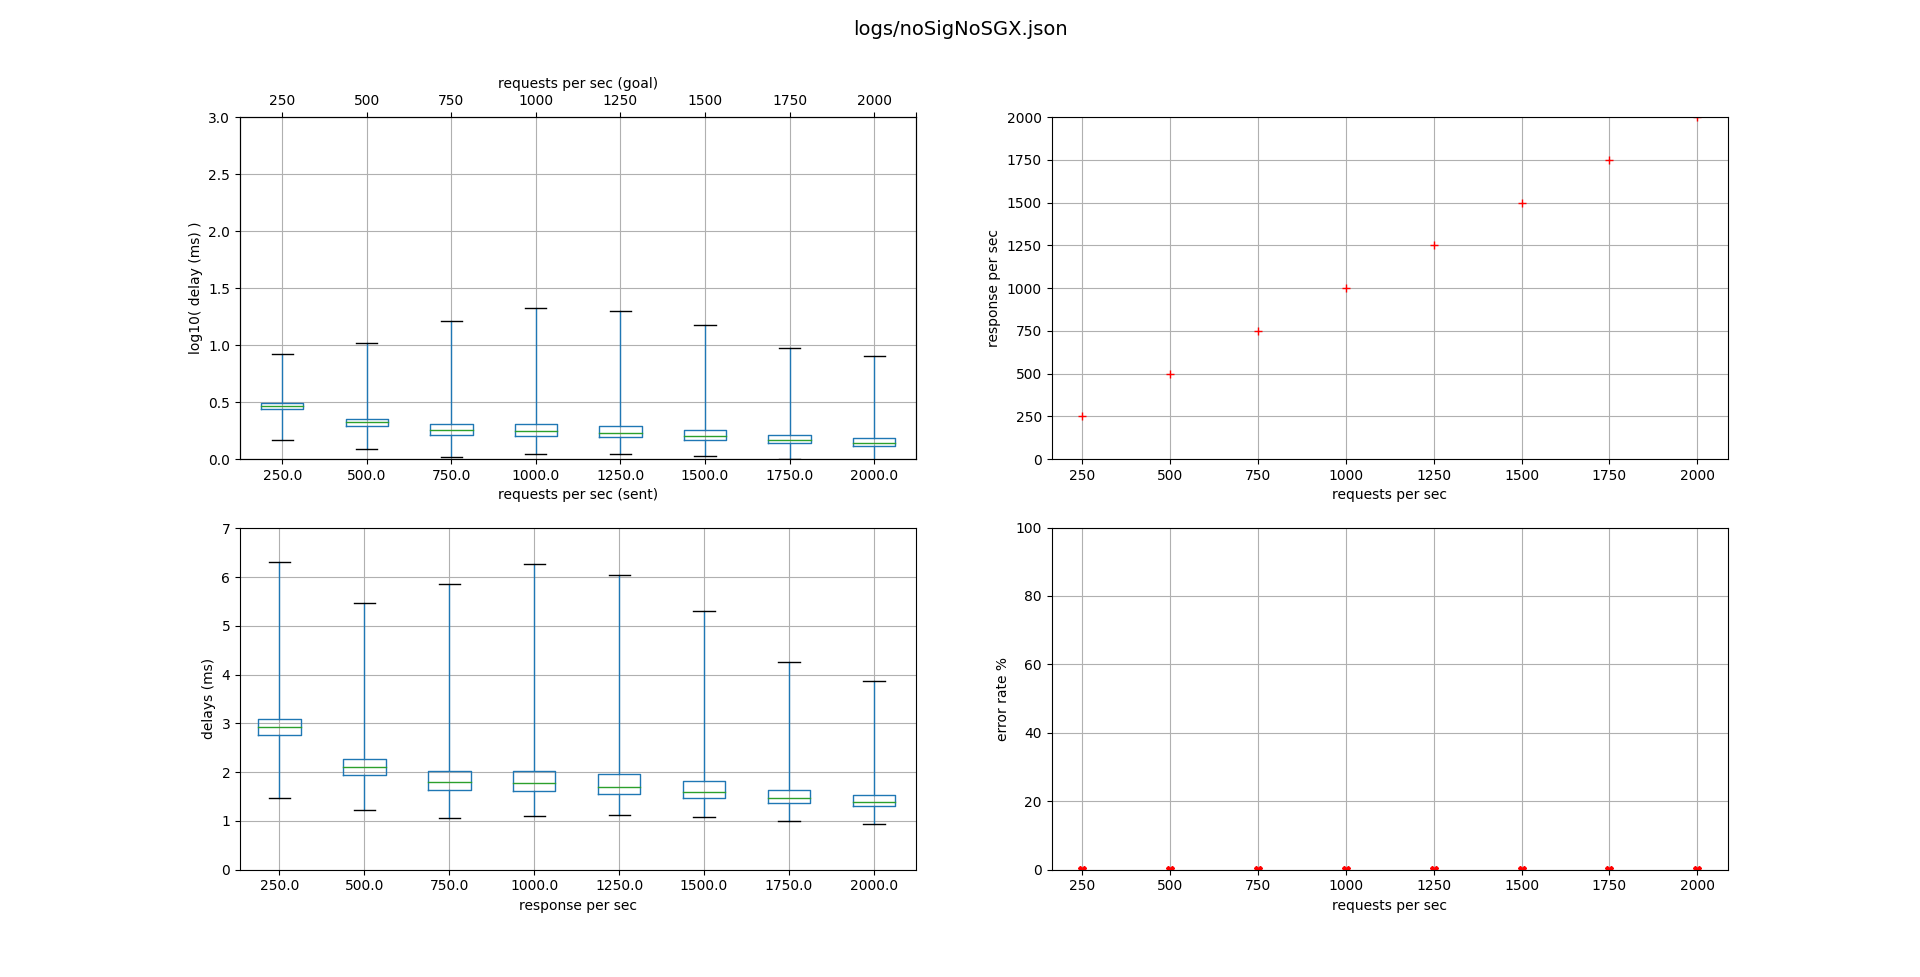 logs/noSigNoSGX.json
requests per sec (goal)
250 500 750 1000 1250 1500 1750 2000
3.0
2.5
2.0
1.5
1.0
0.5
0.0
log10( delay (ms) )
250.0 500.0 750.0 1000.0 1250.0 1500.0 1750.0 2000.0
requests per sec (sent)
2000
1750
1500
1250
1000
750
500
250
0
response per sec
250 500 750 1000 1250 1500 1750 2000
requests per sec
7
6
5
4
3
2
1
0
delays (ms)
250.0 500.0 750.0 1000.0 1250.0 1500.0 1750.0 2000.0
response per sec
100
80
60
40
20
0
error rate %
250 500 750 1000 1250 1500 1750 2000
requests per sec